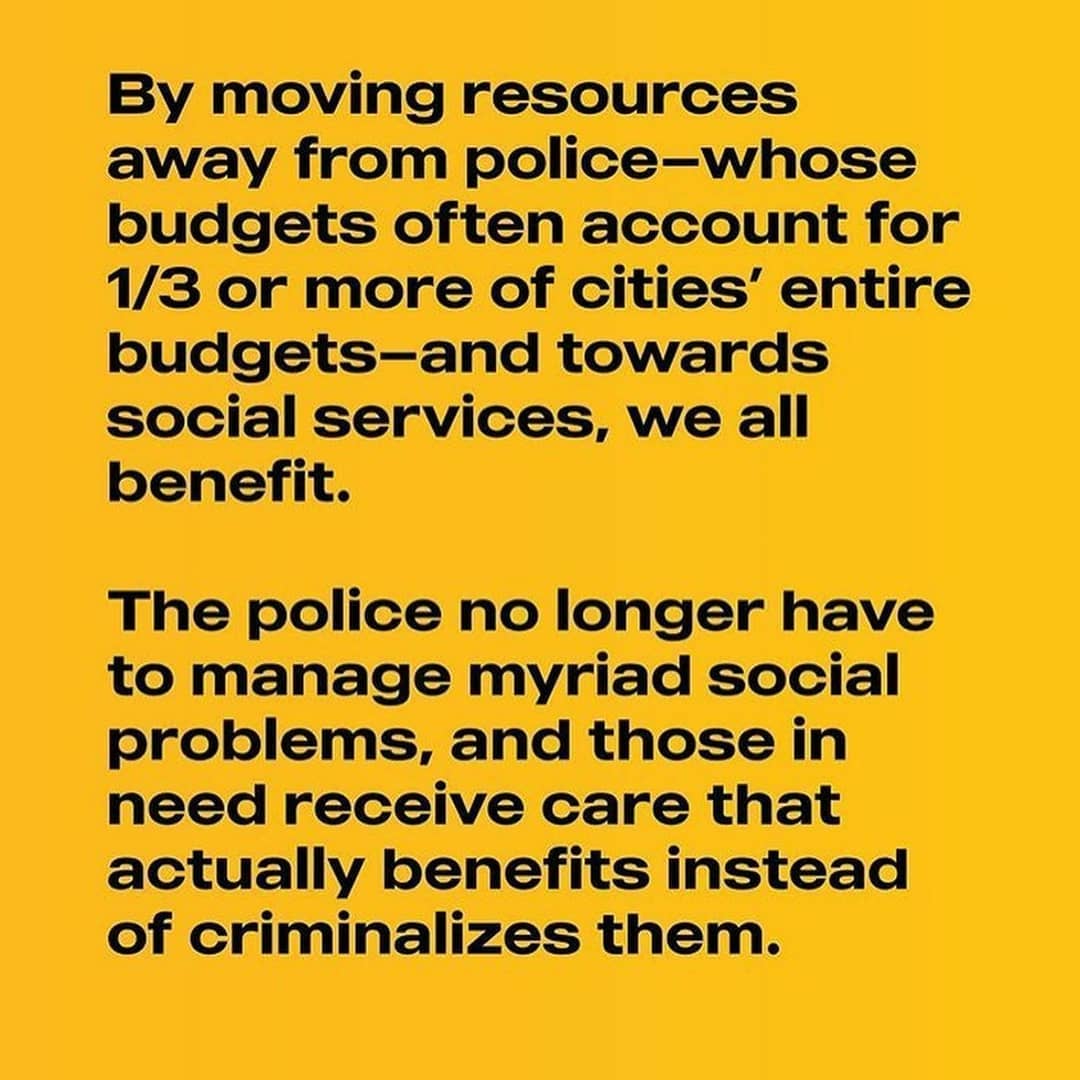 By moving resources
away from police—whose
budgets often account for
1/3 or more of cities’ entire
budgets—and towards
social services, we all
benefit.
The police no longer have
to manage myriad social
problems, and those in
need receive care that
actually benefits instead
of criminalizes them.